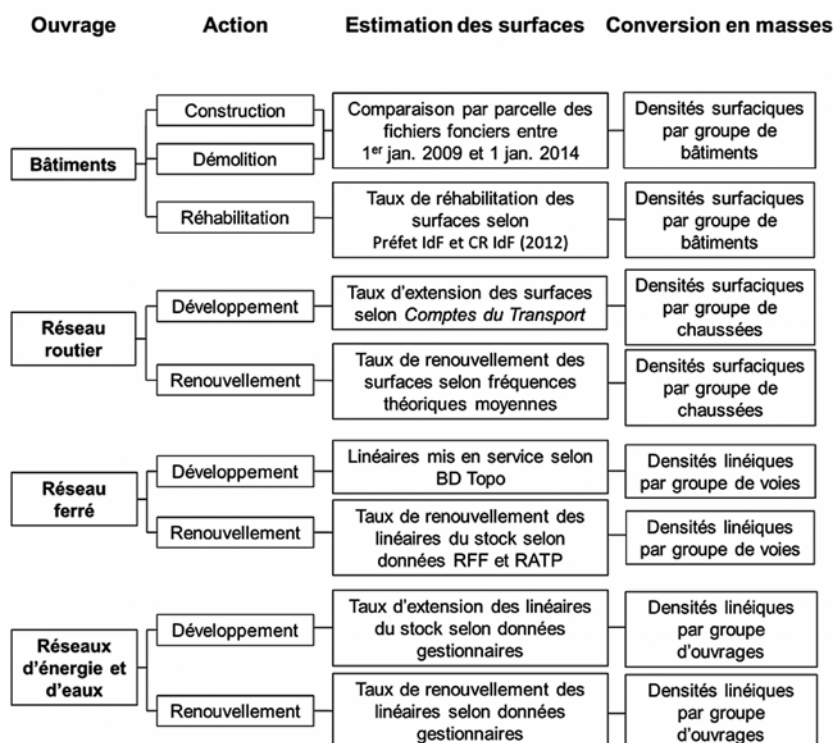 Ouvrage Action Estimation des surfaces Conversion en masses
Bâtiments
Construction
Démolition
Comparaison par parcelle des
fichiers fonciers entre
1er jan. 2009 et 1 jan. 2014
Densités surfaciques
par groupe de
bâtiments
Réhabilitation
Taux de réhabilitation des
surfaces selon
Préfet IdF et CR IdF (2012)
Densités surfaciques
par groupe de
bâtiments
Réseau
routier
Développement
Taux d'extension des surfaces
selon Comptes du Transport
Densités surfaciques
par groupe de
chaussées
Renouvellement
Taux de renouvellement des
surfaces selon fréquences
théoriques moyennes
Densités surfaciques
par groupe de
chaussées
Réseau
ferré
Développement
Linéaires mis en service selon
BD Topo
Densités linéiques
par groupe de voies
Renouvellement
Taux de renouvellement des
linéaires du stock selon
données RFF et RATP
Densités linéiques
par groupe de voies
Réseaux
d'énergie et
d'eaux
Développement
Taux d'extension des linéaires
du stock selon données
gestionnaires
Densités linéiques
par groupe
d'ouvrages
Renouvellement
Taux de renouvellement des
linéaires selon données
gestionnaires
Densités linéiques
par groupe
d'ouvrages